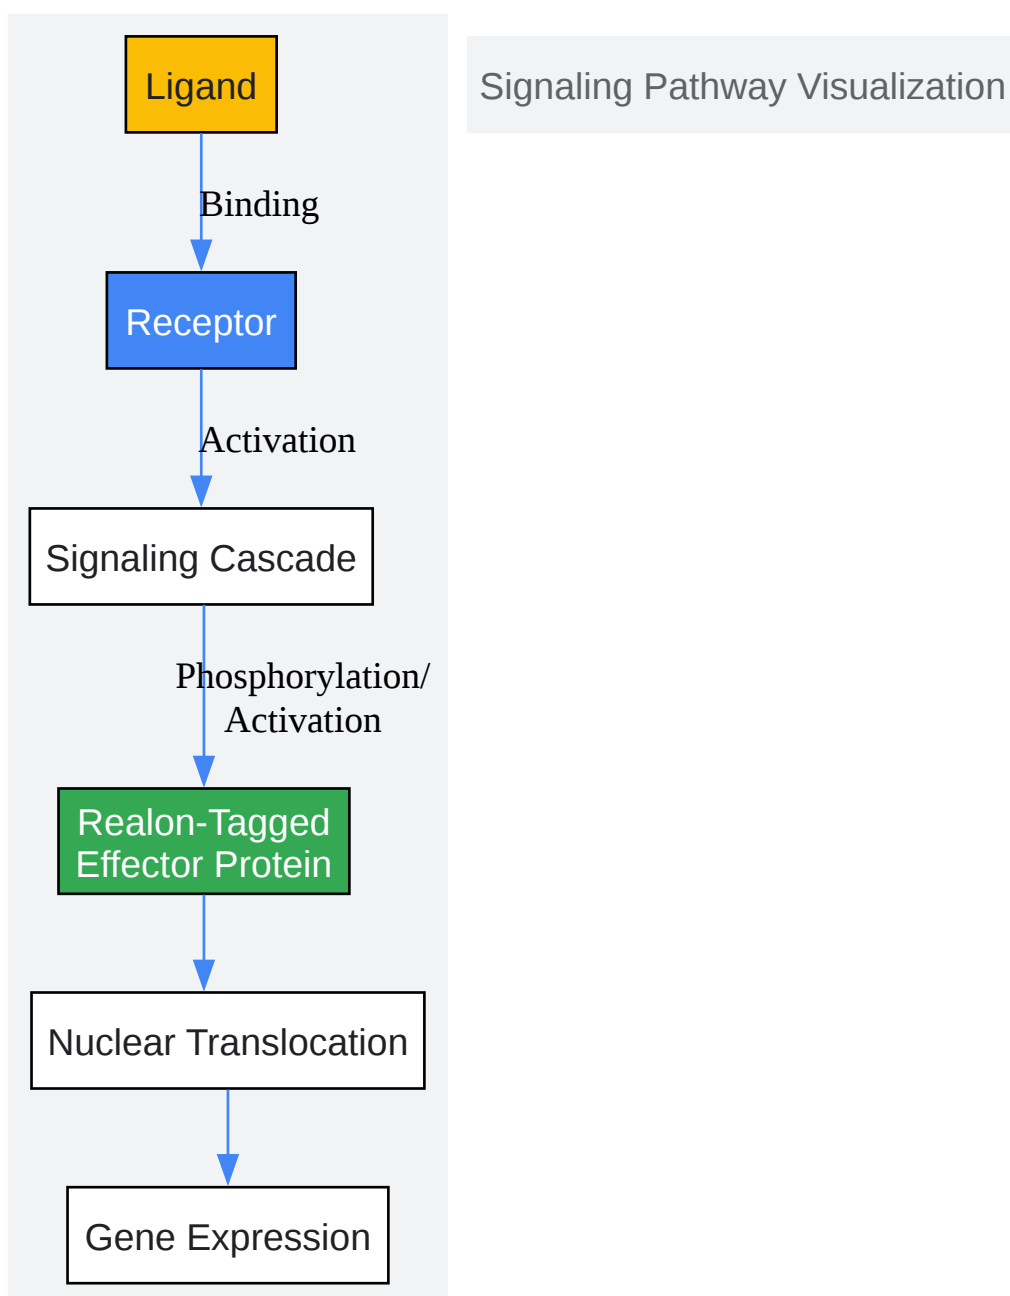 Ligand
Signaling Pathway Visualization
Binding
Receptor
Activation
Signaling Cascade
Phosphorylation/
Activation
Realon-Tagged
Effector Protein
Nuclear Translocation
Gene Expression